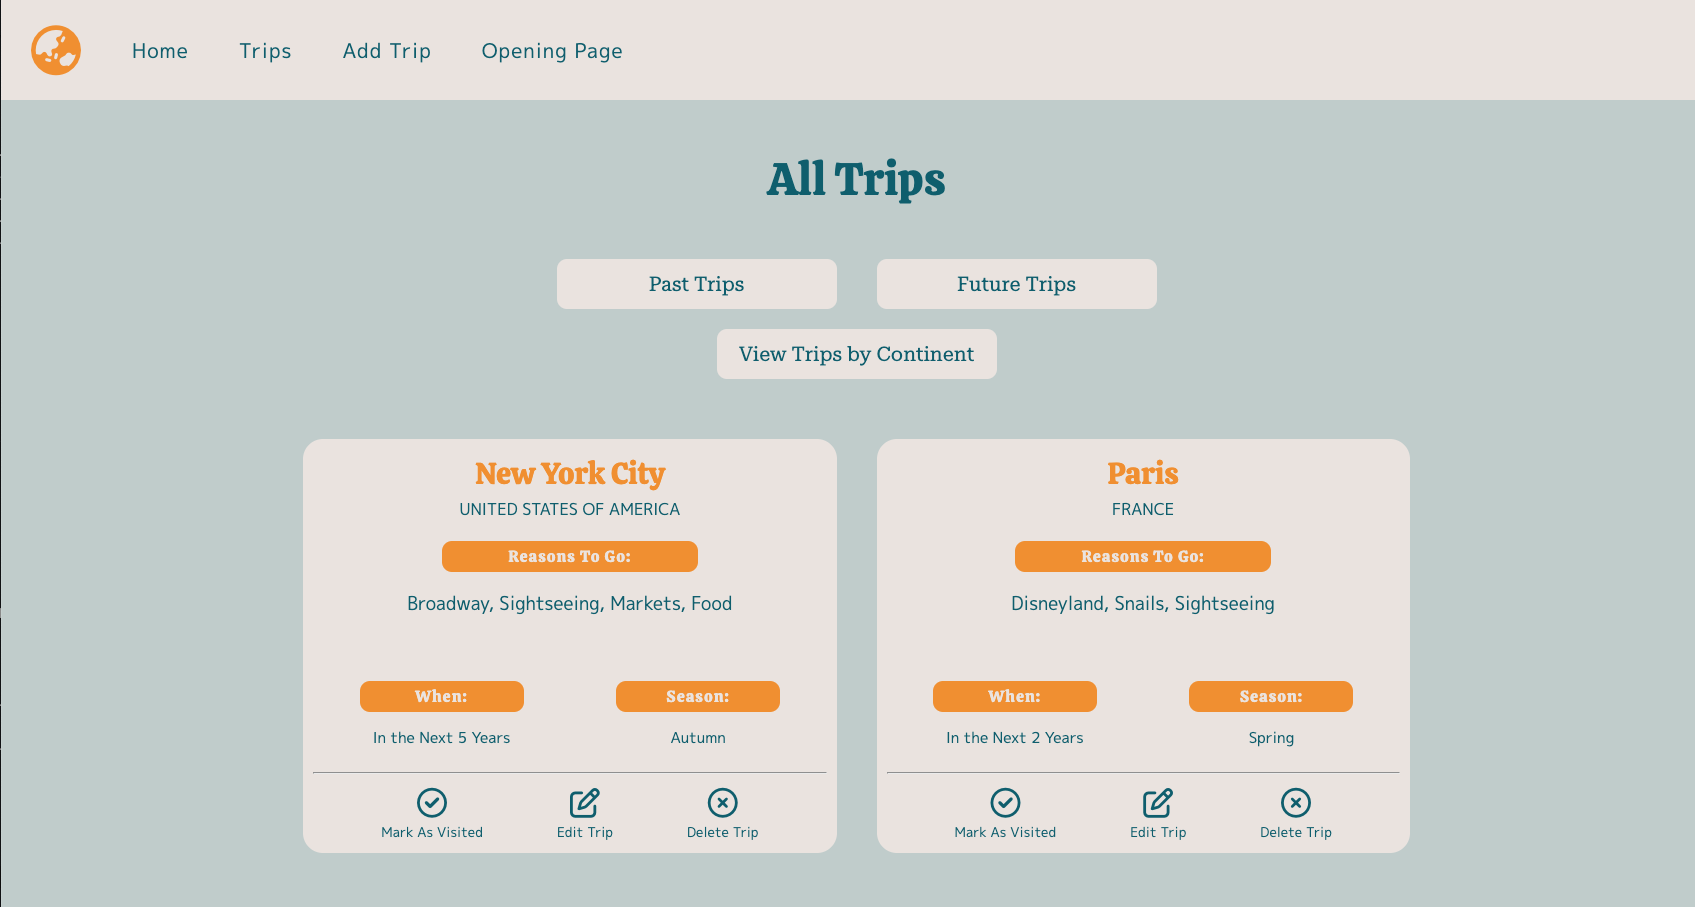 Home Trips Add Trip Opening Page
All Trips
Past Trips Future Trips
View Trips by Continent
New York City
UNITED STATES OF AMERICA
Reasons To Go:
Broadway, Sightseeing, Markets, Food
When: Season:
In the Next 5 Years Autumn
Mark As Visited Edit Trip Delete Trip
Paris
FRANCE
Reasons To Go:
Disneyland, Snails, Sightseeing
When: Season:
In the Next 2 Years Spring
Mark As Visited Edit Trip Delete Trip